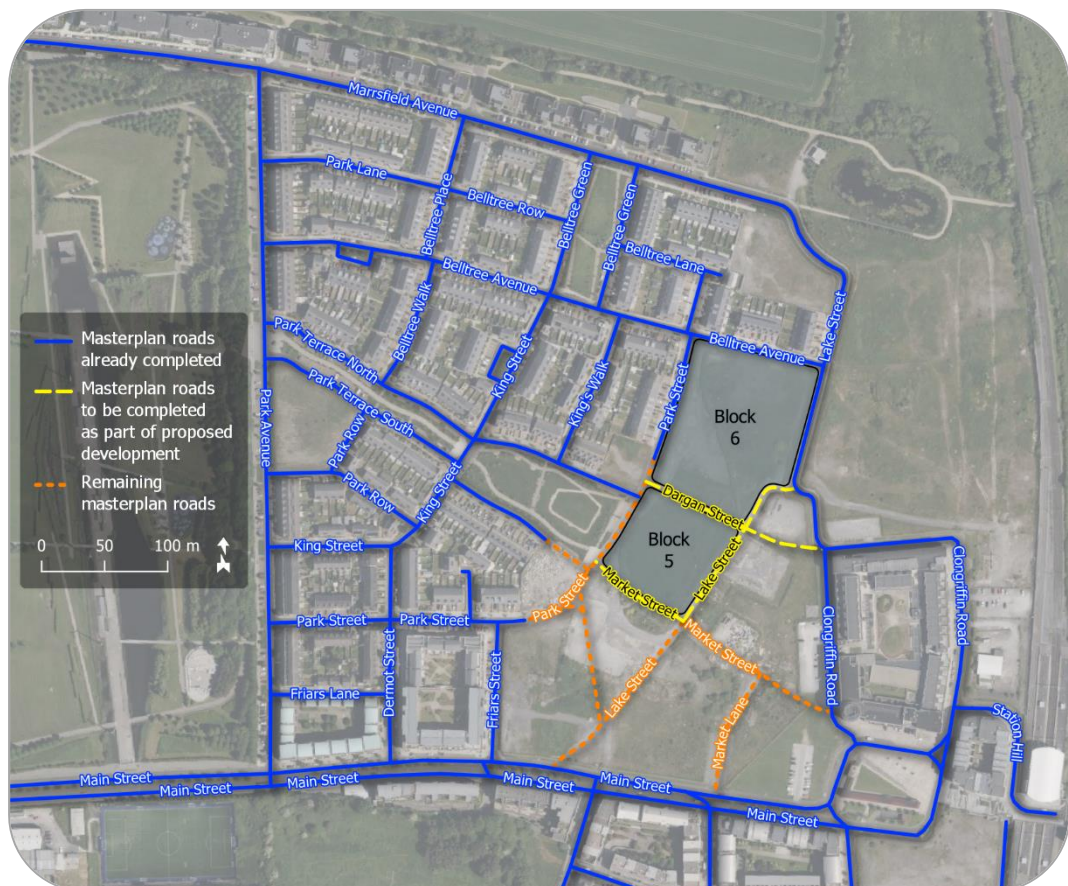 Marrsfield Avenue
Park Lane
Belltree Place
Belltree Row
Belltree Green
Belltree Green
Belltree Lane
Belltree Avenue
Belltree Walk
Lake Street
Belltree Avenue
Park Terrace North
Park Terrace South
King Street
King's Walk
Park Street
Block
6
Masterplan roads
already completed
Masterplan roads
to be completed
as part of proposed
development
Remaining
masterplan roads
0 50 100 m
Park Avenue
Park Row
Park Row
King Street
Dargan Street
Block
5
Lake Street
Market Street
King Street
Park Street
Park Street
Park Street
Dermot Street
Friars Street
Friars Lane
Lake Street
Market Street
Market Lane
Clongriffin Road
Clongriffin Road
Station Hill
Main Street
Main Street
Main Street
Main Street
Main Street
Main Street